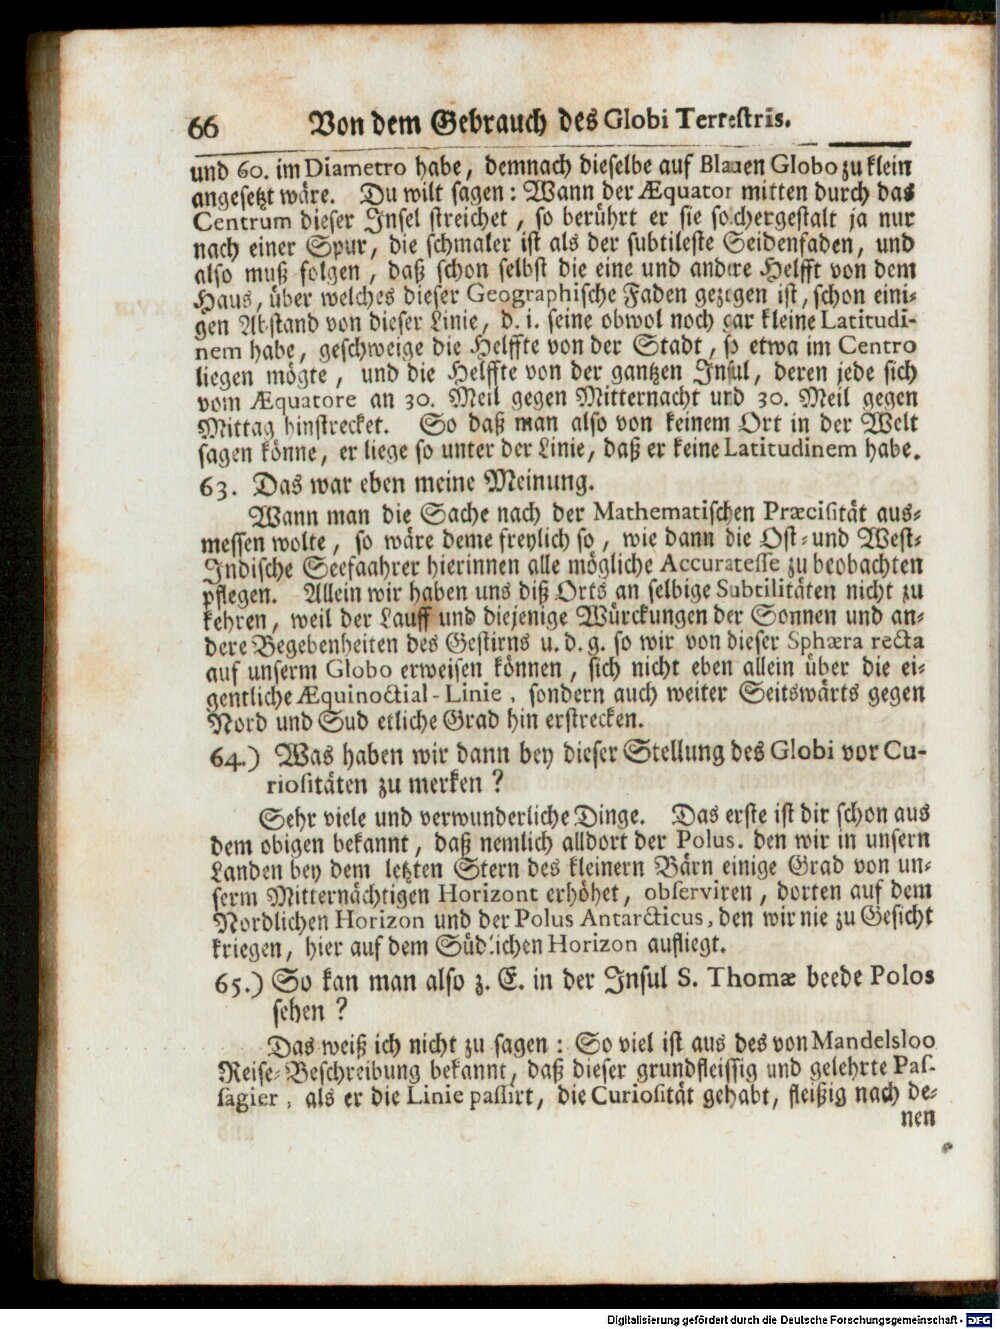 66 Von dem Gebrauch des Globi Terrestris.
und 60. im Diametro habe, demnach dieselbe auf Blauen Globo zu klein
angesetzt wäre. Du wilt sagen: Wann der Æquator mitten durch das
Centrum dieser Insel streichet, so berührt er sie solchergestalt ja nur
nach einer Spur, die schmaler ist als der subtileste Seidenfaden, und
also muß folgen, daß schon selbst die eine und andere Helfft von dem
Haus, über welches dieser Geographische Faden gezogen ist, schon eini-
gen Abstand von dieser Linie, d. i. seine obwol noch gar kleine Latitudi-
nem habe, geschweige die Helffte von der Stadt, so etwa im Centro
liegen mögte, und die Helffte von der gantzen Insul, deren jede sich
vom Æquatore an 30. Meil gegen Mitternacht und 30. Meil gegen
Mittag hinstrecket. So daß man also von keinem Ort in der Welt
sagen könne, er liege so unter der Linie, daß er keine Latitudinem habe.
63. Das war eben meine Meinung.
Wann man die Sache nach der Mathematischen Præcisität aus-
messen wolte, so wäre deme freylich so, wie dann die Ost- und West-
Indische Seefaahrer hierinnen alle mögliche Accuratesse zu beobachten
pflegen. Allein wir haben uns diß Orts an selbige Subtilitäten nicht zu
kehren, weil der Lauff und diejenige Würckungen der Sonnen und an-
dere Begebenheiten des Gestirns u. d. g. so wir von dieser Sphæra recta
auf unserm Globo erweisen können, sich nicht eben allein über die ei-
gentliche Æquinoctial-Linie, sondern auch weiter Seitswärts gegen
Nord und Sud etliche Grad hin erstrecken.
64.) Was haben wir dann bey dieser Stellung des Globi vor Cu-
riositäten zu merken?
Sehr viele und verwunderliche Dinge. Das erste ist dir schon aus
dem obigen bekannt, daß nemlich alldort der Polus. den wir in unsern
Landen bey dem letzten Stern des kleinern Bärn einige Grad von un-
serm Mitternächtigen Horizont erhöhet, observiren, dorten auf dem
Nordlichen Horizon und der Polus Antarcticus, den wir nie zu Gesicht
kriegen, hier auf dem Südlichen Horizon aufliegt.
65.) So kan man also z. E. in der Insul S. Thomæ beede Polos
sehen?
Das weiß ich nicht zu sagen: So viel ist aus des von Mandelsloo
Reise-Beschreibung bekannt, daß dieser grundfleissig und gelehrte Pas-
sagier, als er die Linie passirt, die Curiosität gehabt, fleißig nach de-
nen
Digitalisierung gefördert durch die Deutsche Forschungsgemeinschaft - DFG